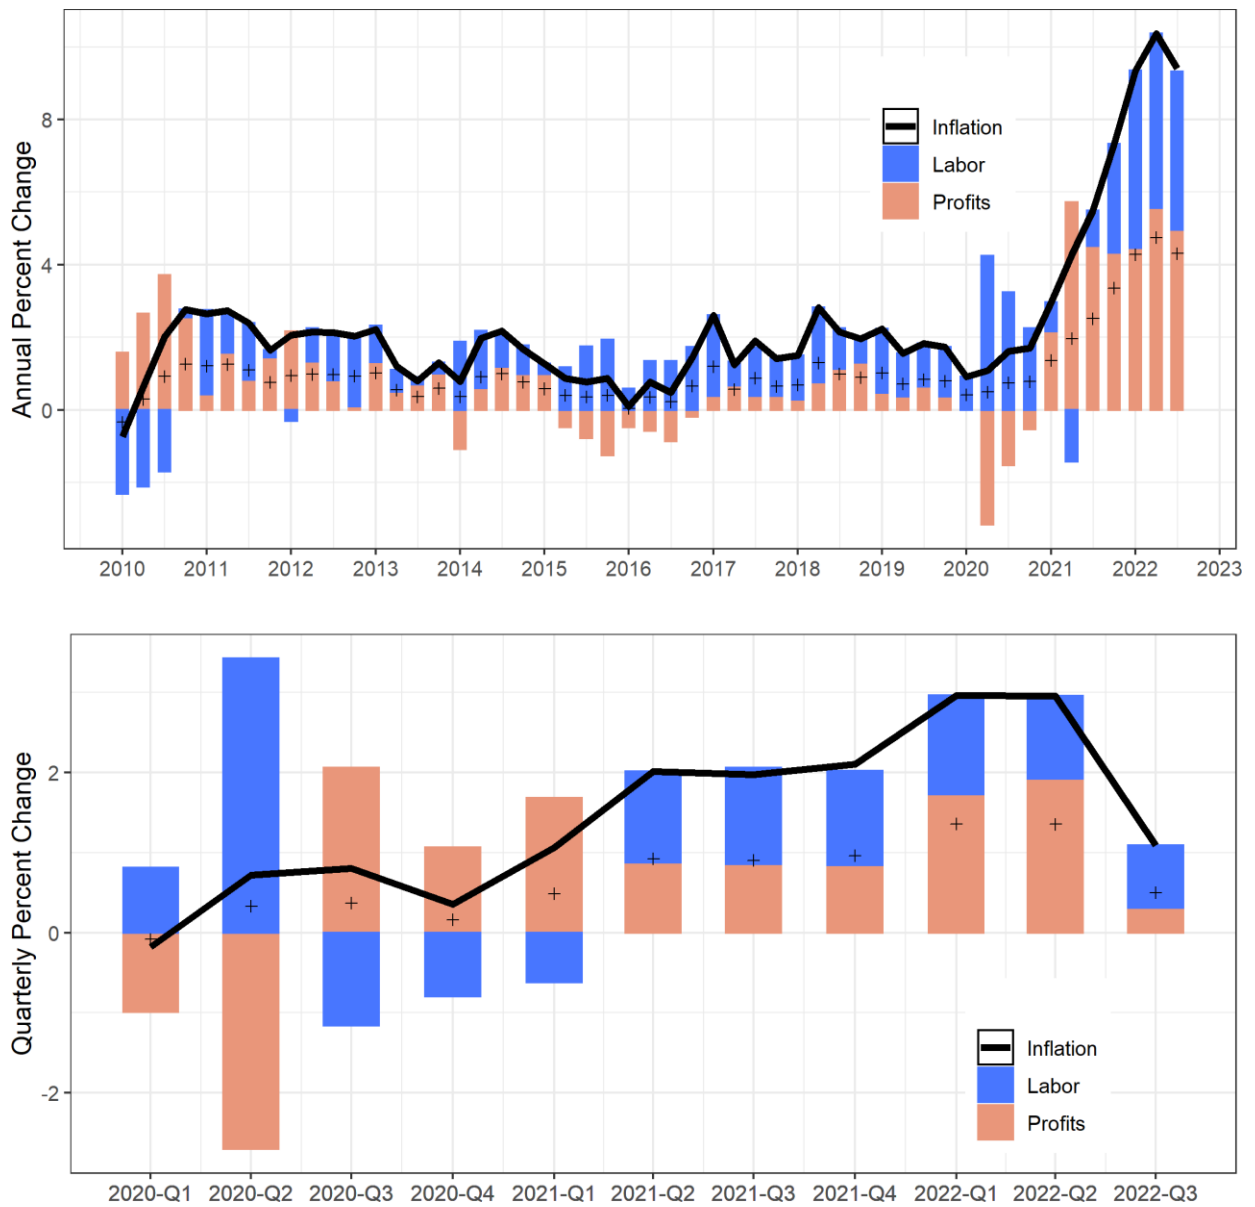 Annual Percent Change
8
4
0
Inflation
Labor
Profits
2010 2011 2012 2013 2014 2015 2016 2017 2018 2019 2020 2021 2022 2023
Quarterly Percent Change
2
0
-2
Inflation
Labor
Profits
2020-Q1 2020-Q2 2020-Q3 2020-Q4 2021-Q1 2021-Q2 2021-Q3 2021-Q4 2022-Q1 2022-Q2 2022-Q3